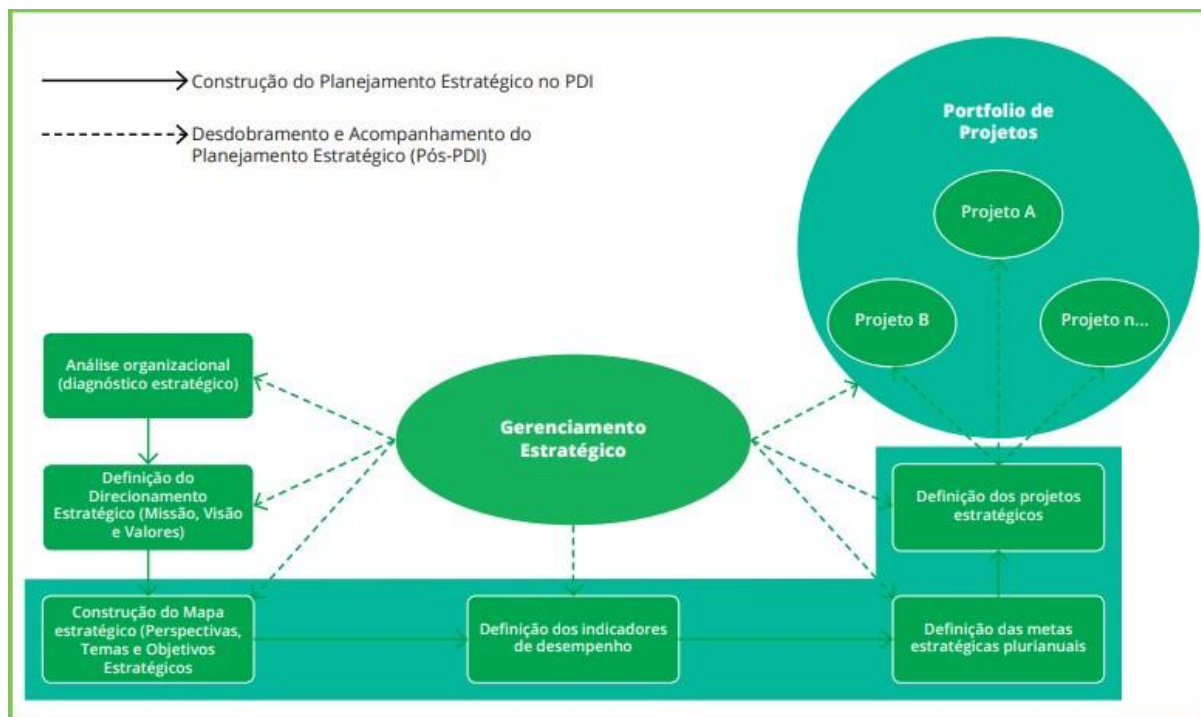 Construção do Planejamento Estratégico no PDI
Desdobramento e Acompanhamento do
Planejamento Estratégico (Pós-PDI)
Portfolio de
Projetos
Projeto A
Projeto B
Projeto n...
Análise organizacional
(diagnóstico estratégico)
Gerenciamento
Estratégico
Definição do
Direcionamento
Estratégico (Missão, Visão
e Valores)
Definição dos projetos
estratégicos
Construção do Mapa
estratégico (Perspectivas,
Temas e Objetivos
Estratégicos
Definição dos indicadores
de desempenho
Definição das metas
estratégicas plurianuais